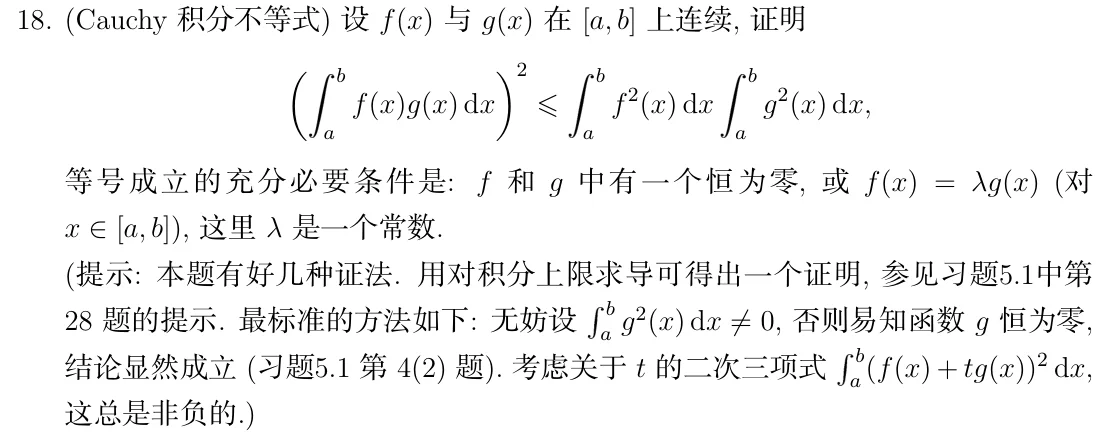 18. (Cauchy 积分不等式) 设 f(x) 与 g(x) 在 [a, b] 上连续, 证明
(∫_a^b f(x)g(x) dx)^2 ⩽ ∫_a^b f^2(x) dx ∫_a^b g^2(x) dx,
等号成立的充分必要条件是: f 和 g 中有一个恒为零, 或 f(x) = λg(x) (对
x ∈ [a, b]), 这里 λ 是一个常数.
(提示: 本题有好几种证法. 用对积分上限求导可得出一个证明, 参见习题5.1中第
28 题的提示. 最标准的方法如下: 无妨设 ∫_a^b g^2(x) dx ≠ 0, 否则易知函数 g 恒为零,
结论显然成立 (习题5.1 第 4(2) 题). 考虑关于 t 的二次三项式 ∫_a^b (f(x) + tg(x))^2 dx,
这总是非负的.)